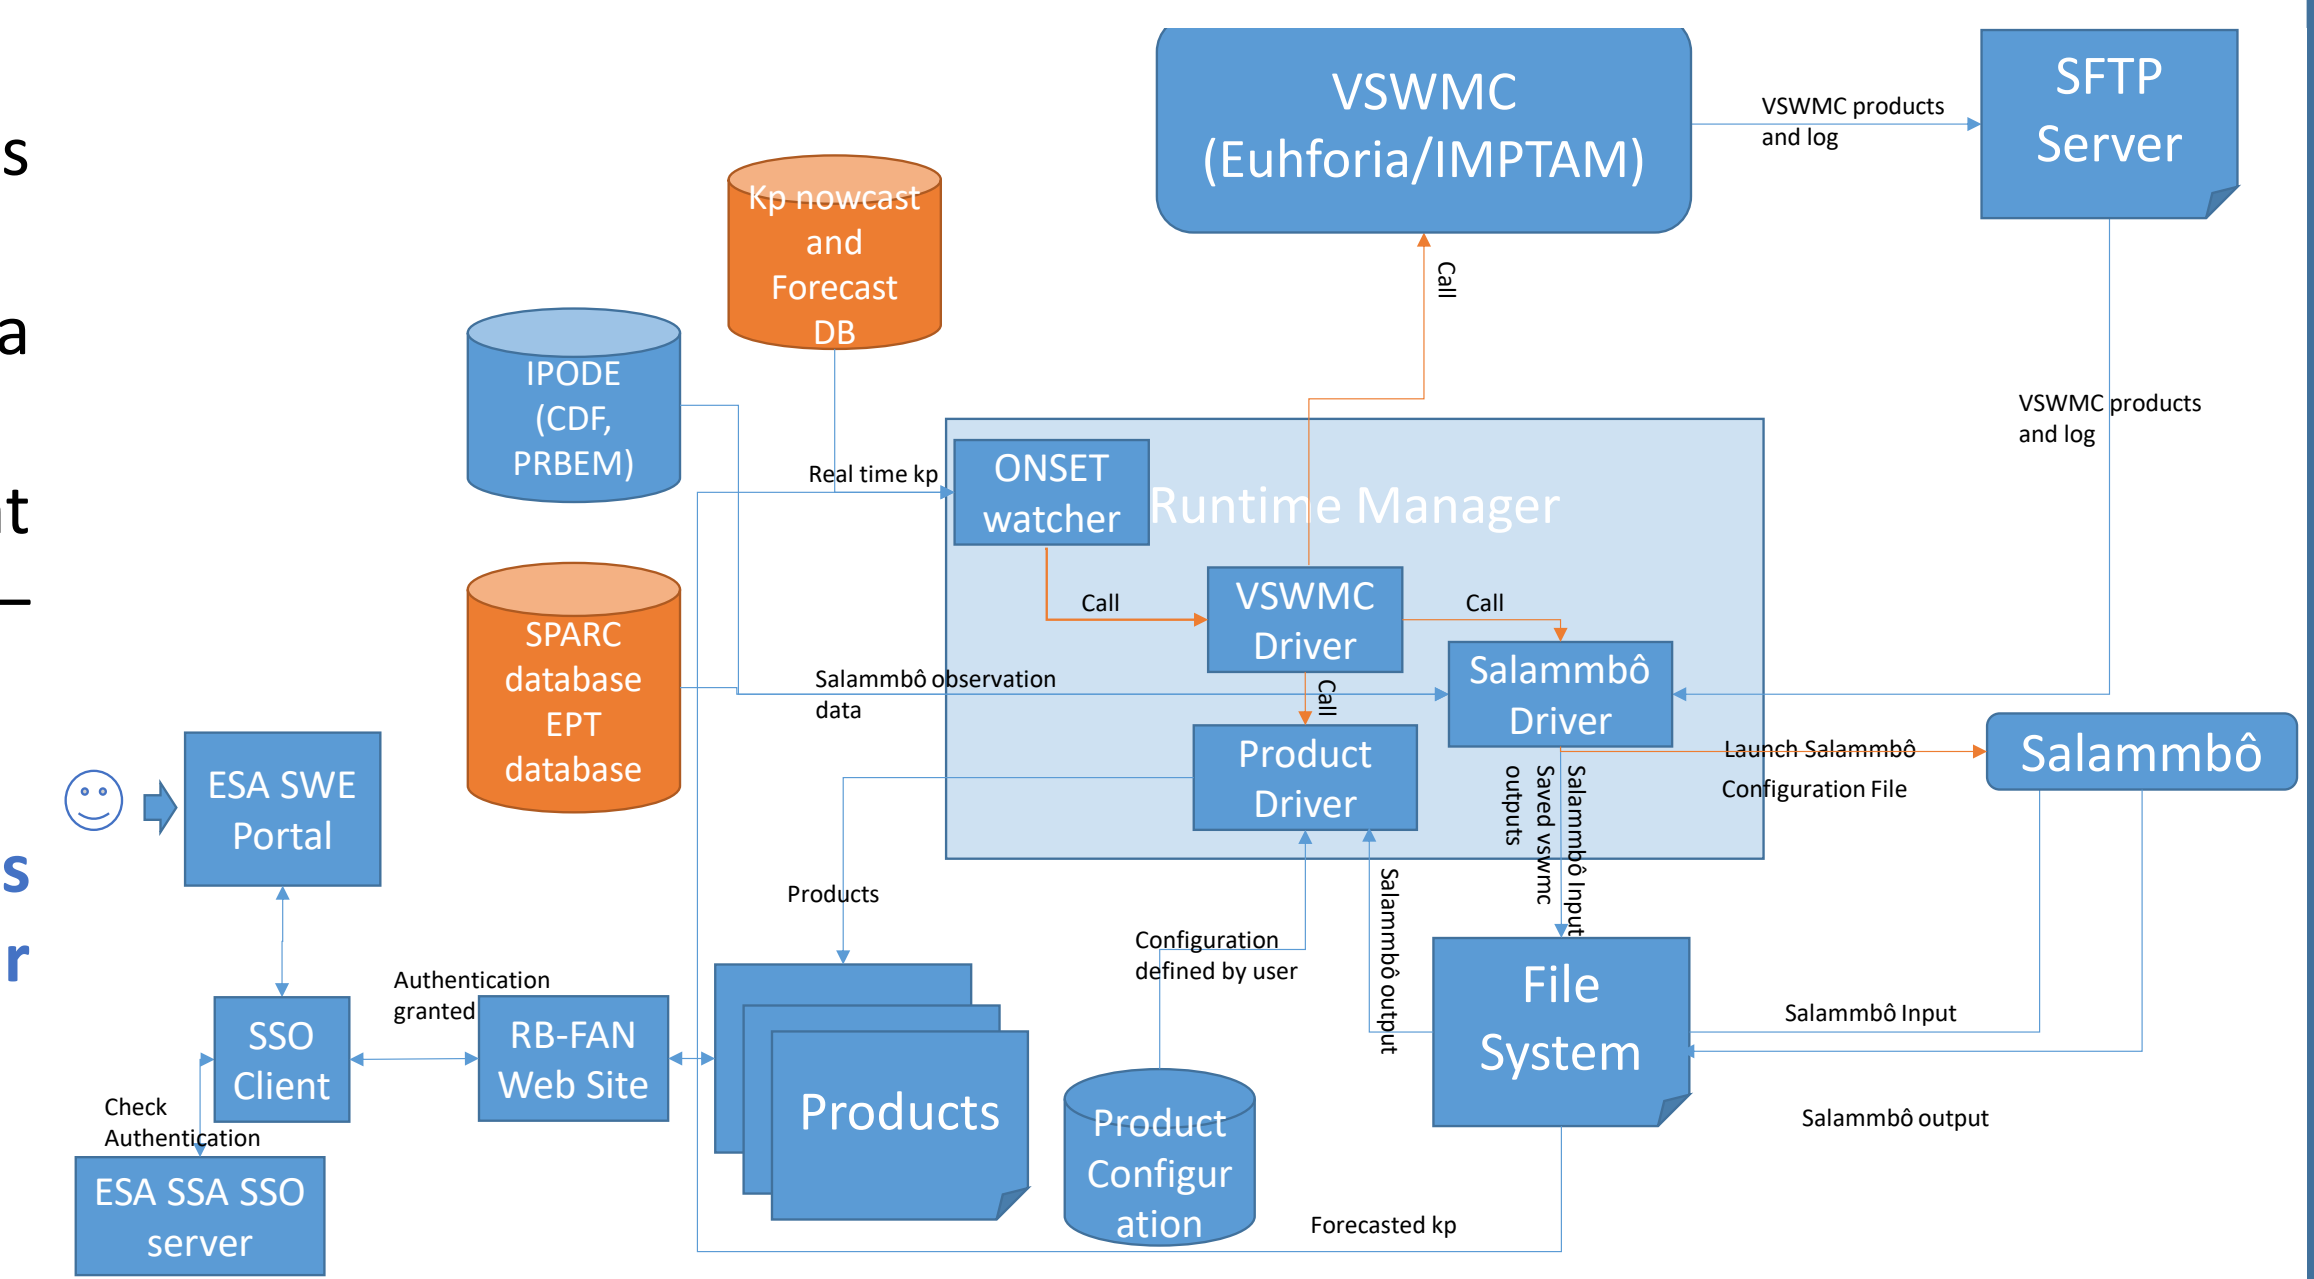 s
a
nt
–
s
r
VSWMC
(Euhforia/IMPTAM)
VSWMC products
and log
SFTP
Server
Kp nowcast
and
Forecast
DB
Call
IPODE
(CDF,
PRBEM)
VSWMC products
and log
Real time kp
ONSET
watcher
Runtime Manager
SPARC
database
EPT
database
Call
VSWMC
Driver
Call
Salammbô observation
data
Call
Salammbô
Driver
Product
Driver
Launch Salammbô
Configuration File
Salammbô
ESA SWE
Portal
Salammbô Input
Saved vswmc
outputs
Products
Salammbô output
Configuration
defined by user
File
System
Authentication
granted
SSO
Client
RB-FAN
Web Site
Salammbô Input
Products
Product
Configur
ation
Salammbô output
Check
Authentication
ESA SSA SSO
server
Forecasted kp